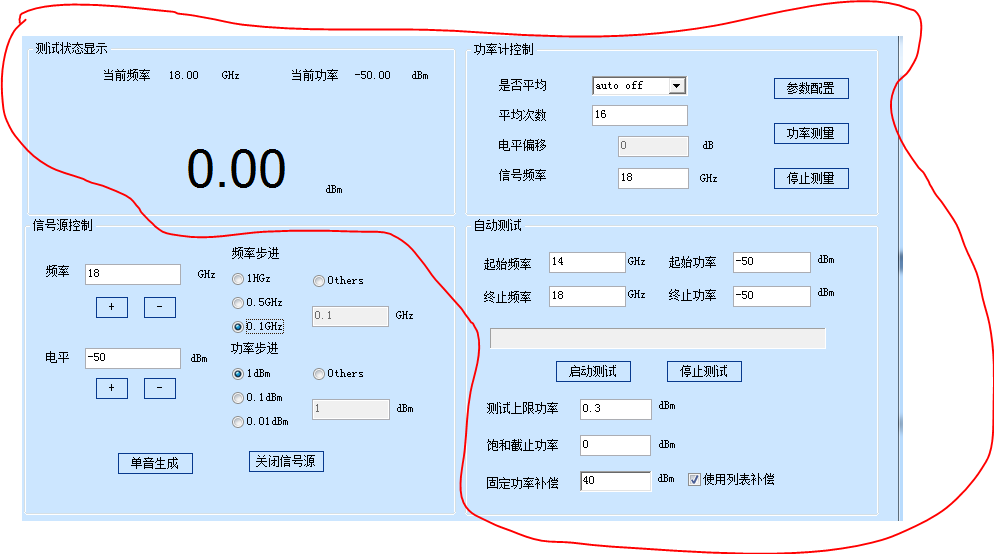 测试状态显示
当前频率 18.00 GHz 当前功率 -50.00 dBm
0.00 dBm
功率计控制
是否平均 auto off 参数配置
平均次数 16
功率测量
电平偏移 0 dB
信号频率 18 GHz 停止测量
信号源控制
频率 18 GHz
+ -
电平 -50 dBm
+ -
频率步进
1HGz Others
0.5GHz
0.1 GHz
0.1GHz
功率步进
1dBm Others
0.1dBm
1 dBm
0.01dBm
单音生成 关闭信号源
自动测试
起始频率 14 GHz 起始功率 -50 dBm
终止频率 18 GHz 终止功率 -50 dBm
启动测试 停止测试
测试上限功率 0.3 dBm
饱和截止功率 0 dBm
固定功率补偿 40 dBm 使用列表补偿